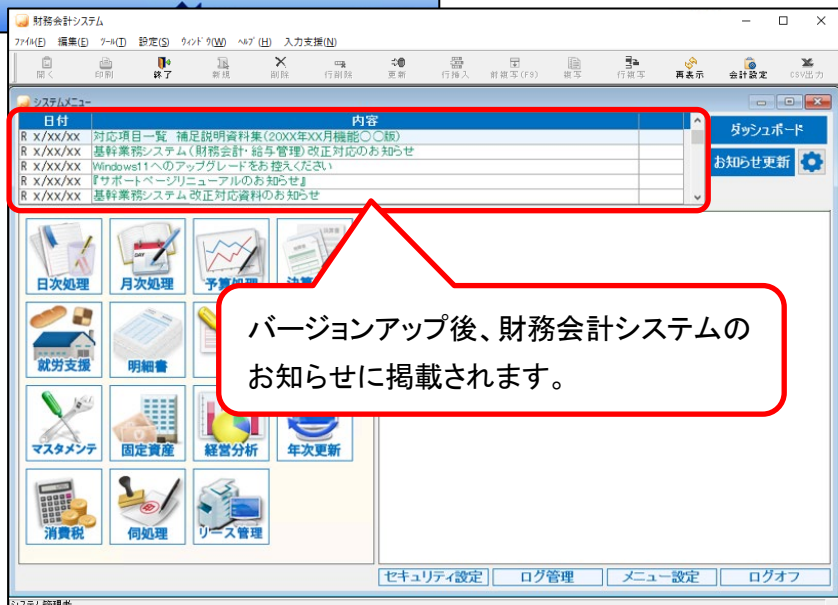 財務会計システム
ﾌｧｲﾙ(F) 編集(E) ﾂｰﾙ(T) 設定(S) ｳｨﾝﾄﾞｳ(W) ﾍﾙﾌﾟ(H) 入力支援(N)
開く 印刷 終了 新規 削除 行削除 更新 行挿入 前複写(F9) 複写 行複写 再表示 会計設定 CSV出力
システムメニュー
日付 内容
R X/XX/XX 対応項目一覧 補足説明資料集(20XX年XX月機能〇〇版)
R X/XX/XX 基幹業務システム(財務会計・給与管理)改正対応のお知らせ
R X/XX/XX Windows11へのアップグレードをお控えください
R X/XX/XX 『サポートページリニューアルのお知らせ』
R X/XX/XX 基幹業務システム改正対応資料のお知らせ
ダッシュボード
お知らせ更新
日次処理 月次処理 予算処理
バージョンアップ後、財務会計システムの
お知らせに掲載されます。
就労支援 明細書
マスタメンテ 固定資産 経営分析 年次更新
消費税 伺処理 リース管理
セキュリティ設定 ログ管理 メニュー設定 ログオフ